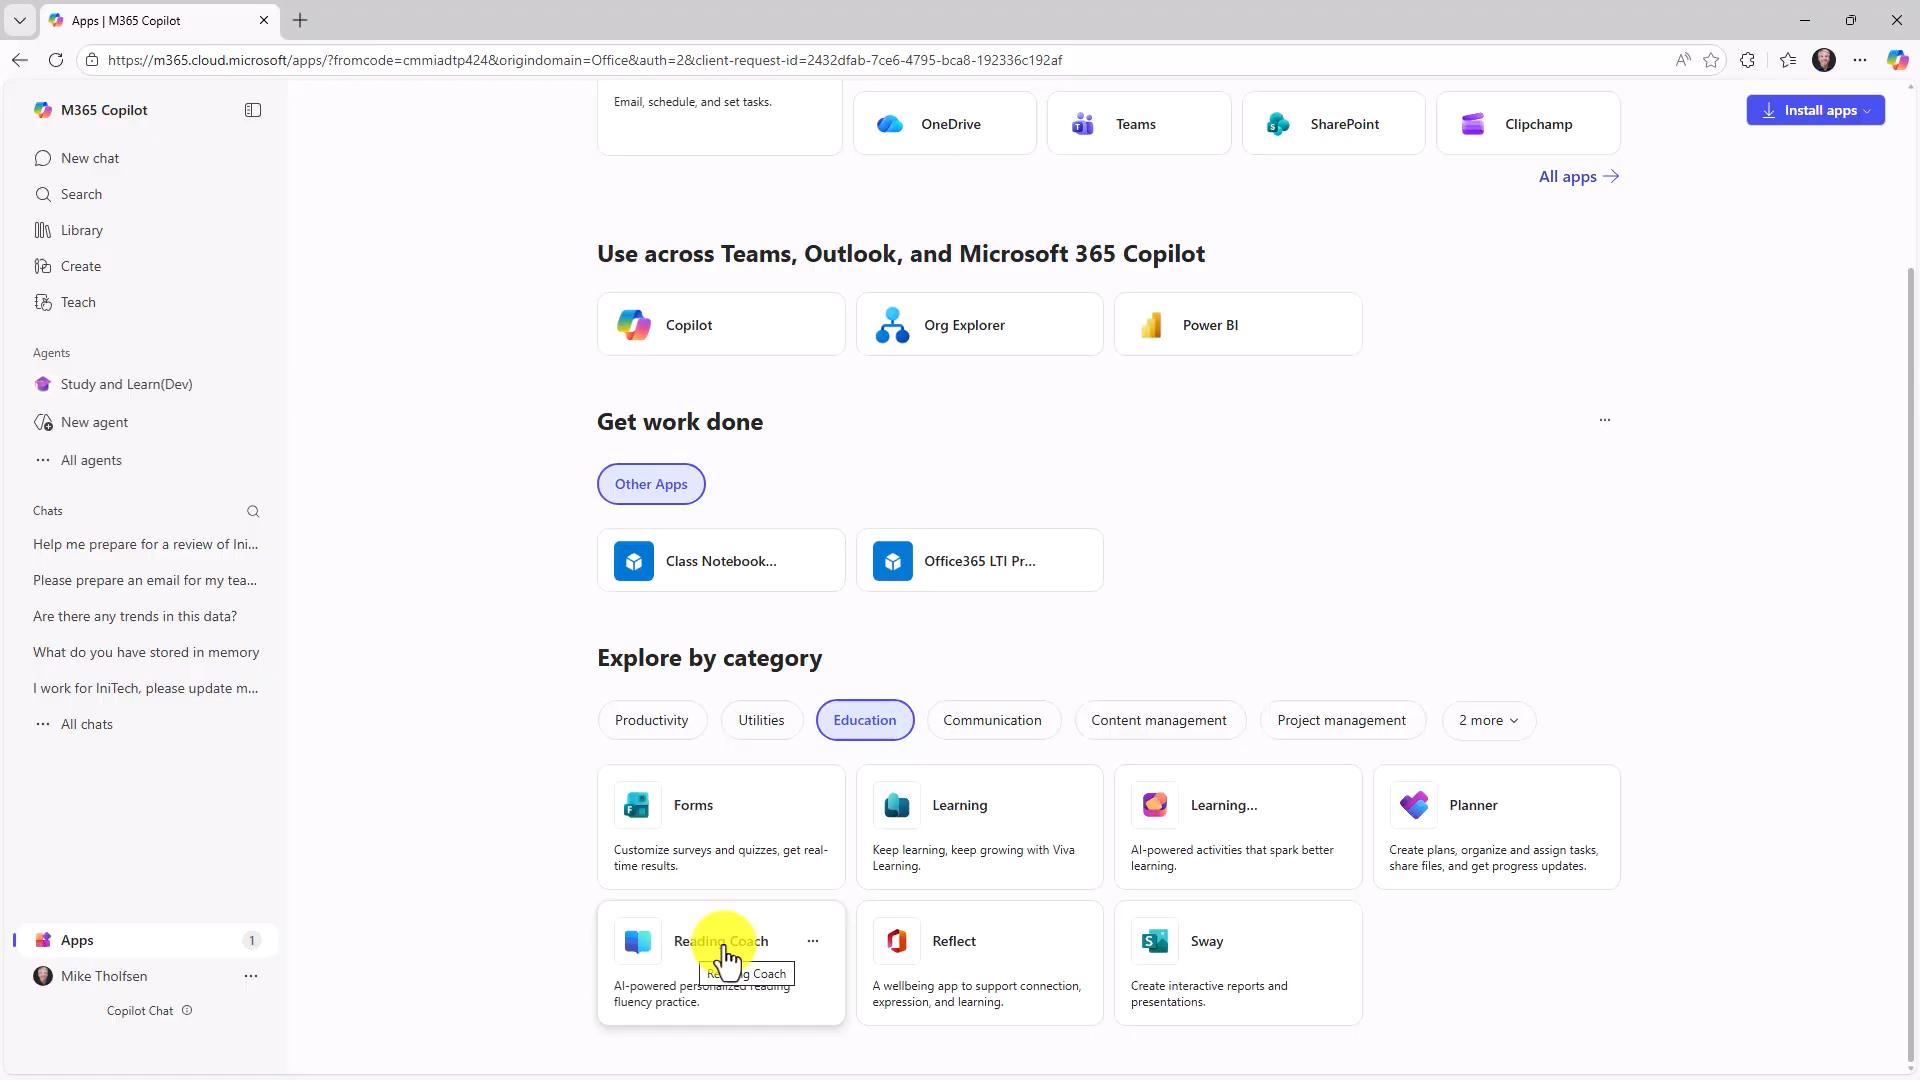 Apps | M365 Copilot
https://m365.cloud.microsoft/apps/?fromcode=cmmiadtp424&origindomain=Office&auth=2&client-request-id=2432dfab-7ce6-4795-bca8-192336c192af
M365 Copilot
New chat
Search
Library
Create
Teach
Agents
Study and Learn(Dev)
New agent
All agents
Chats
Help me prepare for a review of Ini...
Please prepare an email for my tea...
Are there any trends in this data?
What do you have stored in memory
I work for IniTech, please update m...
All chats
Apps 1
Mike Tholfsen
Copilot Chat
Install apps
Email, schedule, and set tasks.
OneDrive
Teams
SharePoint
Clipchamp
All apps
Use across Teams, Outlook, and Microsoft 365 Copilot
Copilot
Org Explorer
Power BI
Get work done
Other Apps
Class Notebook...
Office365 LTI Pr...
Explore by category
Productivity
Utilities
Education
Communication
Content management
Project management
2 more
Forms
Customize surveys and quizzes, get real-
time results.
Learning
Keep learning, keep growing with Viva
Learning.
Learning...
AI-powered activities that spark better
learning.
Planner
Create plans, organize and assign tasks,
share files, and get progress updates.
Reading Coach
Coach
AI-powered personalized reading
fluency practice.
Reflect
A wellbeing app to support connection,
expression, and learning.
Sway
Create interactive reports and
presentations.